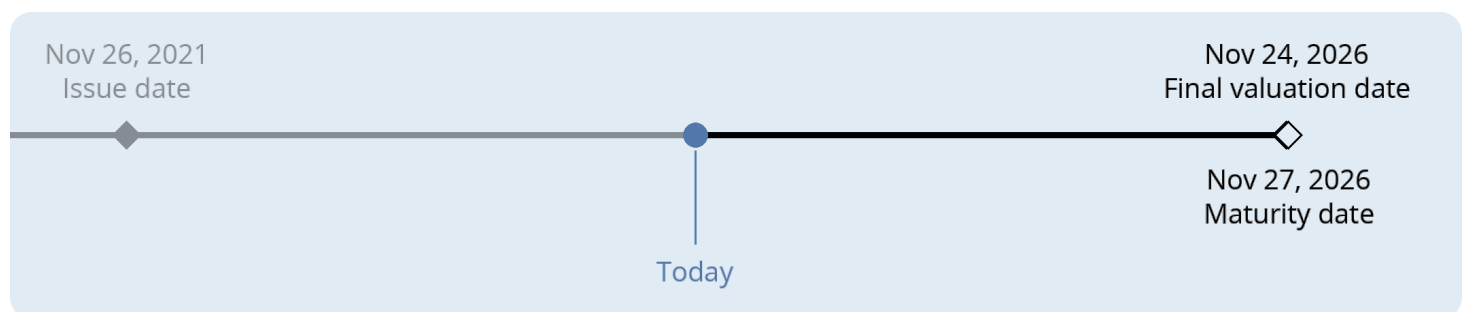 Nov 26, 2021
Issue date
Nov 24, 2026
Final valuation date
Nov 27, 2026
Maturity date
Today